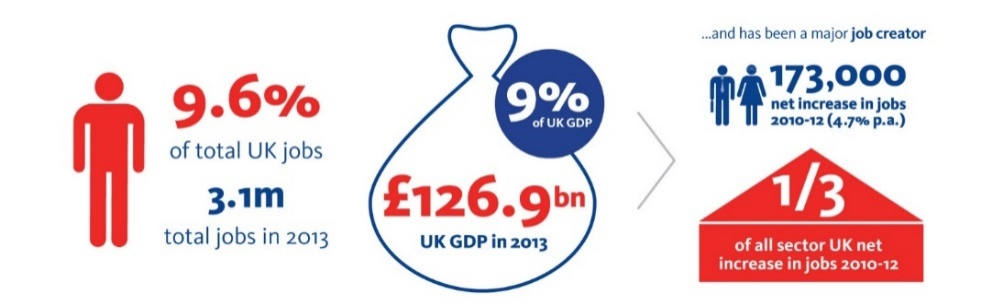 9.6%
of total UK jobs
3.1m
total jobs in 2013
9%
of UK GDP
£126.9bn
UK GDP in 2013
...and has been a major job creator
173,000
net increase in jobs
2010-12 (4.7% p.a.)
1/3
of all sector UK net
increase in jobs 2010-12